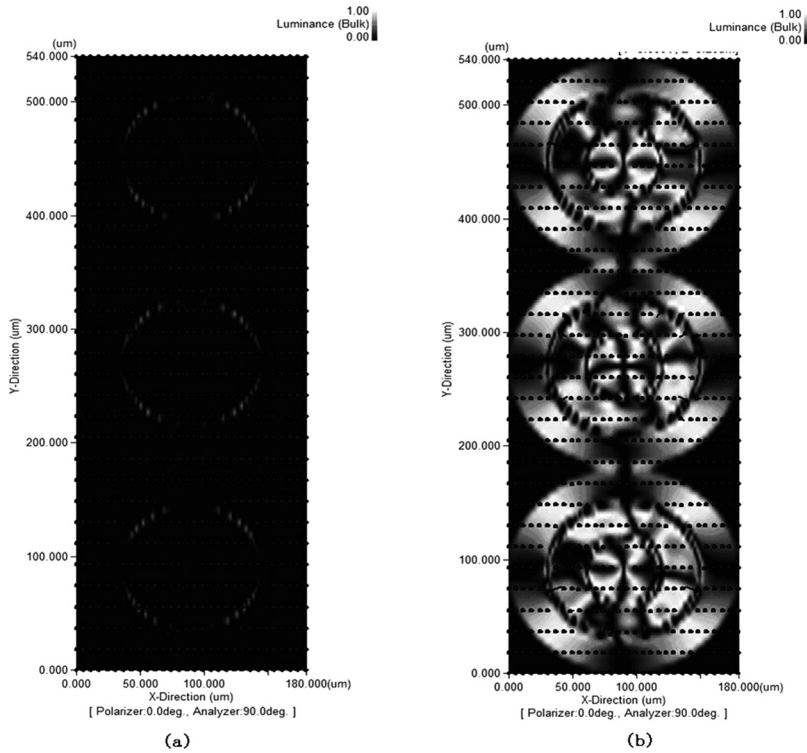 1.00
Luminance (Bulk)
0.00
(um)
540.000
500.000
400.000
300.000
200.000
100.000
0.000
Y-Direction (um)
0.000 50.000 100.000 180.000(um)
X-Direction (um)
[ Polarizer:0.0deg., Analyzer:90.0deg. ]
(a)
1.00
Luminance (Bulk)
0.00
(um)
540.000
500.000
400.000
300.000
200.000
100.000
0.000
Y-Direction (um)
0.000 50.000 100.000 180.000(um)
X-Direction (um)
[ Polarizer:0.0deg., Analyzer:90.0deg. ]
(b)